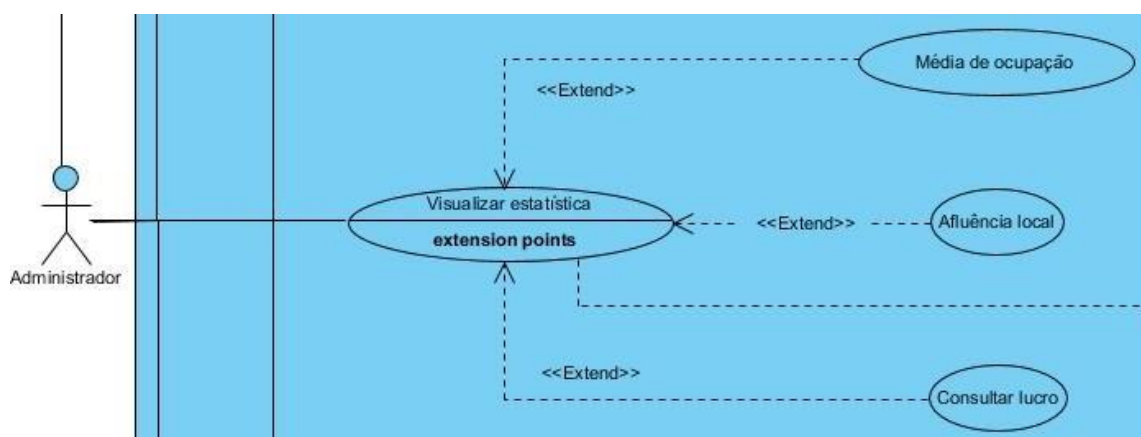 Média de ocupação
<<Extend>>
Visualizar estatística
extension points
<<Extend>>
Afluência local
Administrador
<<Extend>>
Consultar lucro